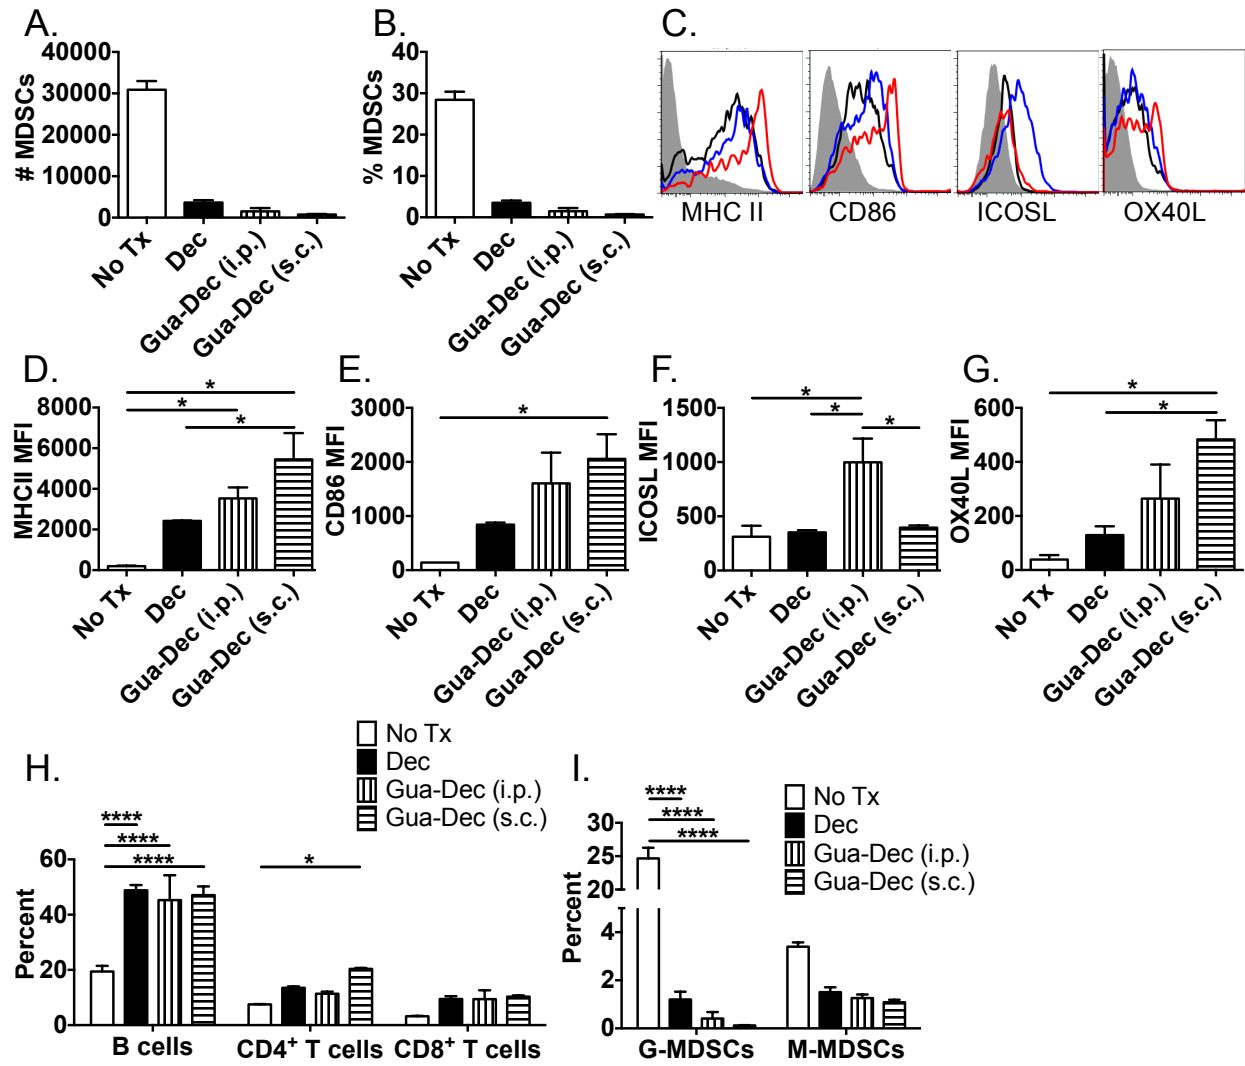 A.
# MDSCs
40000
30000
20000
10000
0
No Tx
Dec
Gua-Dec (i.p.)
Gua-Dec (s.c.)
B.
% MDSCs
40
30
20
10
0
No Tx
Dec
Gua-Dec (i.p.)
Gua-Dec (s.c.)
C.
MHC II
CD86
ICOSL
OX40L
D.
MHCII MFI
8000
6000
4000
2000
0
*
*
*
No Tx
Dec
Gua-Dec (i.p.)
Gua-Dec (s.c.)
E.
CD86 MFI
3000
2000
1000
0
*
No Tx
Dec
Gua-Dec (i.p.)
Gua-Dec (s.c.)
F.
ICOSL MFI
1500
1000
500
0
*
*
*
No Tx
Dec
Gua-Dec (i.p.)
Gua-Dec (s.c.)
G.
OX40L MFI
600
400
200
0
*
*
No Tx
Dec
Gua-Dec (i.p.)
Gua-Dec (s.c.)
H.
No Tx
Dec
Gua-Dec (i.p.)
Gua-Dec (s.c.)
Percent
60
40
20
0
****
****
****
*
B cells
CD4⁺ T cells
CD8⁺ T cells
I.
No Tx
Dec
Gua-Dec (i.p.)
Gua-Dec (s.c.)
Percent
30
25
20
4
2
0
****
****
****
G-MDSCs
M-MDSCs